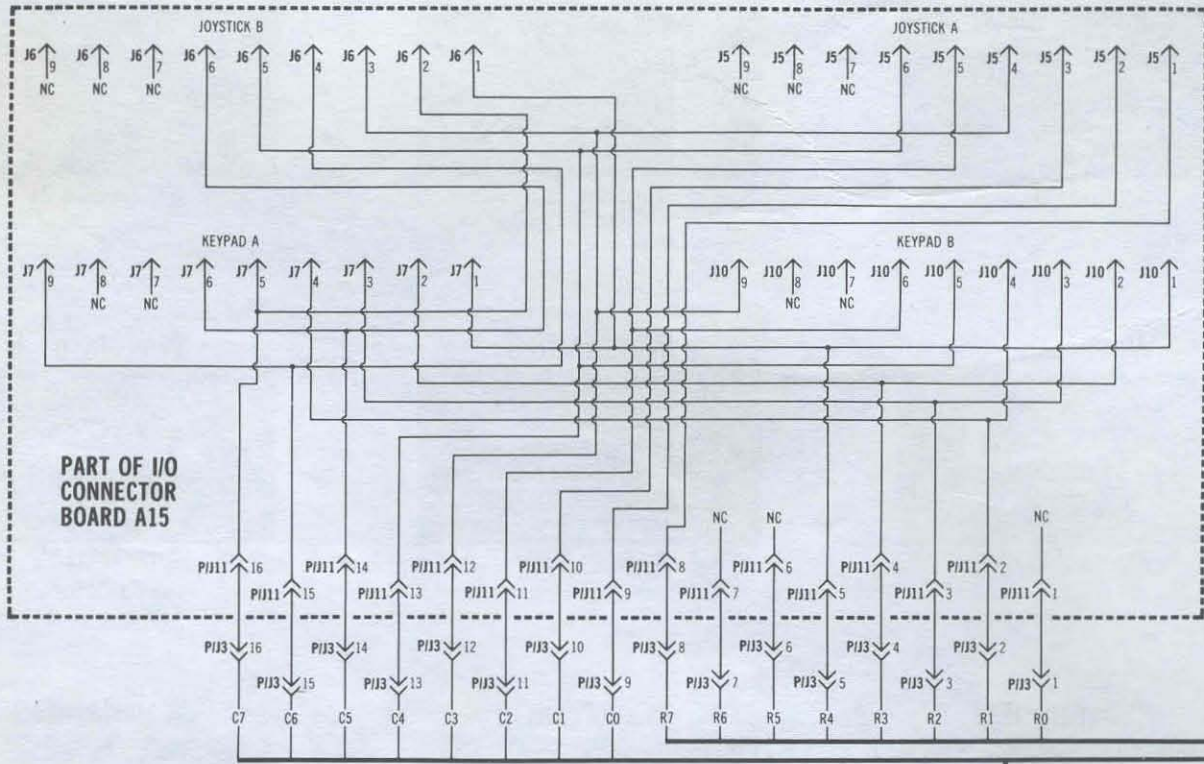 JOYSTICK B JOYSTICK A
J6 9 J6 8 J6 7 J6 6 J6 5 J6 4 J6 3 J6 2 J6 1 J5 9 J5 8 J5 7 J5 6 J5 5 J5 4 J5 3 J5 2 J5 1
NC NC NC NC NC NC
KEYPAD A KEYPAD B
J7 9 J7 8 J7 7 J7 6 J7 5 J7 4 J7 3 J7 2 J7 1 J10 9 J10 8 J10 7 J10 6 J10 5 J10 4 J10 3 J10 2 J10 1
NC NC NC NC
PART OF I/O
CONNECTOR
BOARD A15
NC NC NC
P/J11 16 P/J11 14 P/J11 12 P/J11 10 P/J11 8 P/J11 6 P/J11 4 P/J11 2
P/J11 15 P/J11 13 P/J11 11 P/J11 9 P/J11 7 P/J11 5 P/J11 3 P/J11 1
P/J3 16 P/J3 14 P/J3 12 P/J3 10 P/J3 8 P/J3 6 P/J3 4 P/J3 2
P/J3 15 P/J3 13 P/J3 11 P/J3 9 P/J3 7 P/J3 5 P/J3 3 P/J3 1
C7 C6 C5 C4 C3 C2 C1 C0 R7 R6 R5 R4 R3 R2 R1 R0